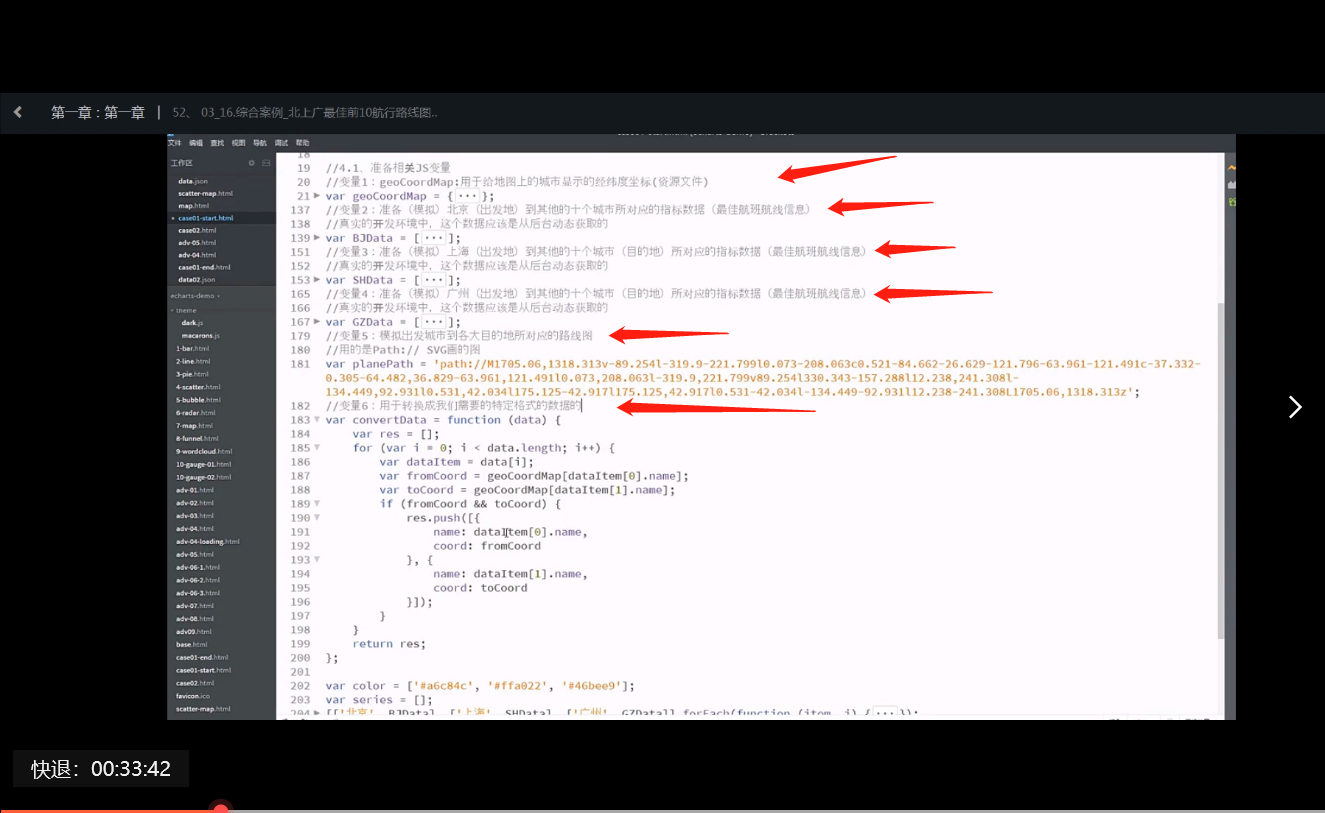 第一章 : 第一章 | 52、 03_16.综合案例_北上广最佳前10航行路线图..
文件 编辑 查找 视图 导航 调试 帮助
工作区
data.json
scatter-map.html
map.html
case01-start.html
case02.html
adv-05.html
adv-04.html
case01-end.html
data02.json
echarts-demo
theme
dark.js
macarons.js
1-bar.html
2-line.html
3-pie.html
4-scatter.html
5-bubble.html
6-radar.html
7-map.html
8-funnel.html
9-wordcloud.html
10-gauge-01.html
10-gauge-02.html
adv-01.html
adv-02.html
adv-03.html
adv-04.html
adv-04-loading.html
adv-05.html
adv-06-1.html
adv-06-2.html
adv-06-3.html
adv-07.html
adv-08.html
adv09.html
base.html
case01-end.html
case01-start.html
case02.html
favicon.ico
scatter-map.html
18
19 //4.1、准备相关JS变量
20 //变量1：geoCoordMap:用于给地图上的城市显示的经纬度坐标(资源文件)
21 var geoCoordMap = {···};
137 //变量2：准备（模拟）北京（出发地）到其他的十个城市所对应的指标数据（最佳航班航线信息）
138 //真实的开发环境中，这个数据应该是从后台动态获取的
139 var BJData = [···];
151 //变量3：准备（模拟）上海（出发地）到其他的十个城市（目的地）所对应的指标数据（最佳航班航线信息）
152 //真实的开发环境中，这个数据应该是从后台动态获取的
153 var SHData = [···];
165 //变量4：准备（模拟）广州（出发地）到其他的十个城市（目的地）所对应的指标数据（最佳航班航线信息）
166 //真实的开发环境中，这个数据应该是从后台动态获取的
167 var GZData = [···];
179 //变量5：模拟出发城市到各大目的地所对应的路线图
180 //用的是Path:// SVG画的图
181 var planePath = 'path://M1705.06,1318.313v-89.254l-319.9-221.799l0.073-208.063c0.521-84.662-26.629-121.796-63.961-121.491c-37.332-
0.305-64.482,36.829-63.961,121.491l0.073,208.063l-319.9,221.799v89.254l330.343-157.288l12.238,241.308l-
134.449,92.931l0.531,42.034l175.125-42.917l175.125,42.917l0.531-42.034l-134.449-92.931l12.238-241.308L1705.06,1318.313z';
182 //变量6：用于转换成我们需要的特定格式的数据的
183 var convertData = function (data) {
184 var res = [];
185 for (var i = 0; i < data.length; i++) {
186 var dataItem = data[i];
187 var fromCoord = geoCoordMap[dataItem[0].name];
188 var toCoord = geoCoordMap[dataItem[1].name];
189 if (fromCoord && toCoord) {
190 res.push([{
191 name: dataItem[0].name,
192 coord: fromCoord
193 }, {
194 name: dataItem[1].name,
195 coord: toCoord
196 }]);
197 }
198 }
199 return res;
200 };
201
202 var color = ['#a6c84c', '#ffa022', '#46bee9'];
203 var series = [];
204 [['北京', BJData], ['上海', SHData], ['广州', GZData]].forEach(function (item, i) {···});
快退：00:33:42